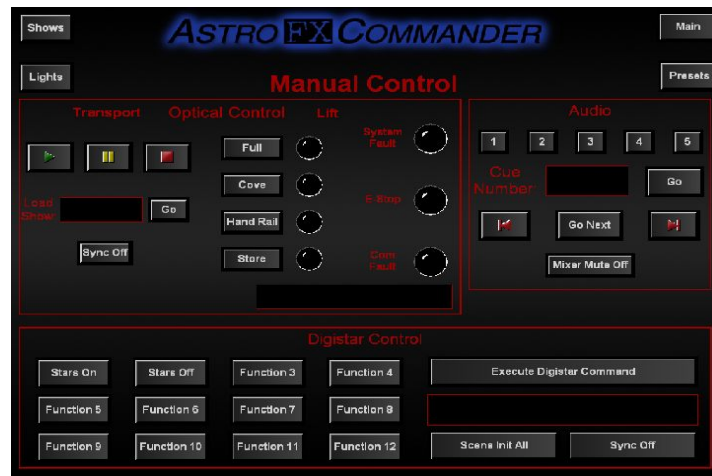 Shows
ASTRO FX COMMANDER
Main
Lights
Manual Control
Presets
Transport
Optical Control
Lift
Full
Cove
Hand Rail
Store
System
Fault
E-Stop
Com
Fault
Load
Show
Go
Sync Off
Audio
1 2 3 4 5
Cue
Number
Go
Go Next
Mixer Mute Off
Digistar Control
Stars On Stars Off Function 3 Function 4 Execute Digistar Command
Function 5 Function 6 Function 7 Function 8
Function 9 Function 10 Function 11 Function 12 Scene Init All Sync Off